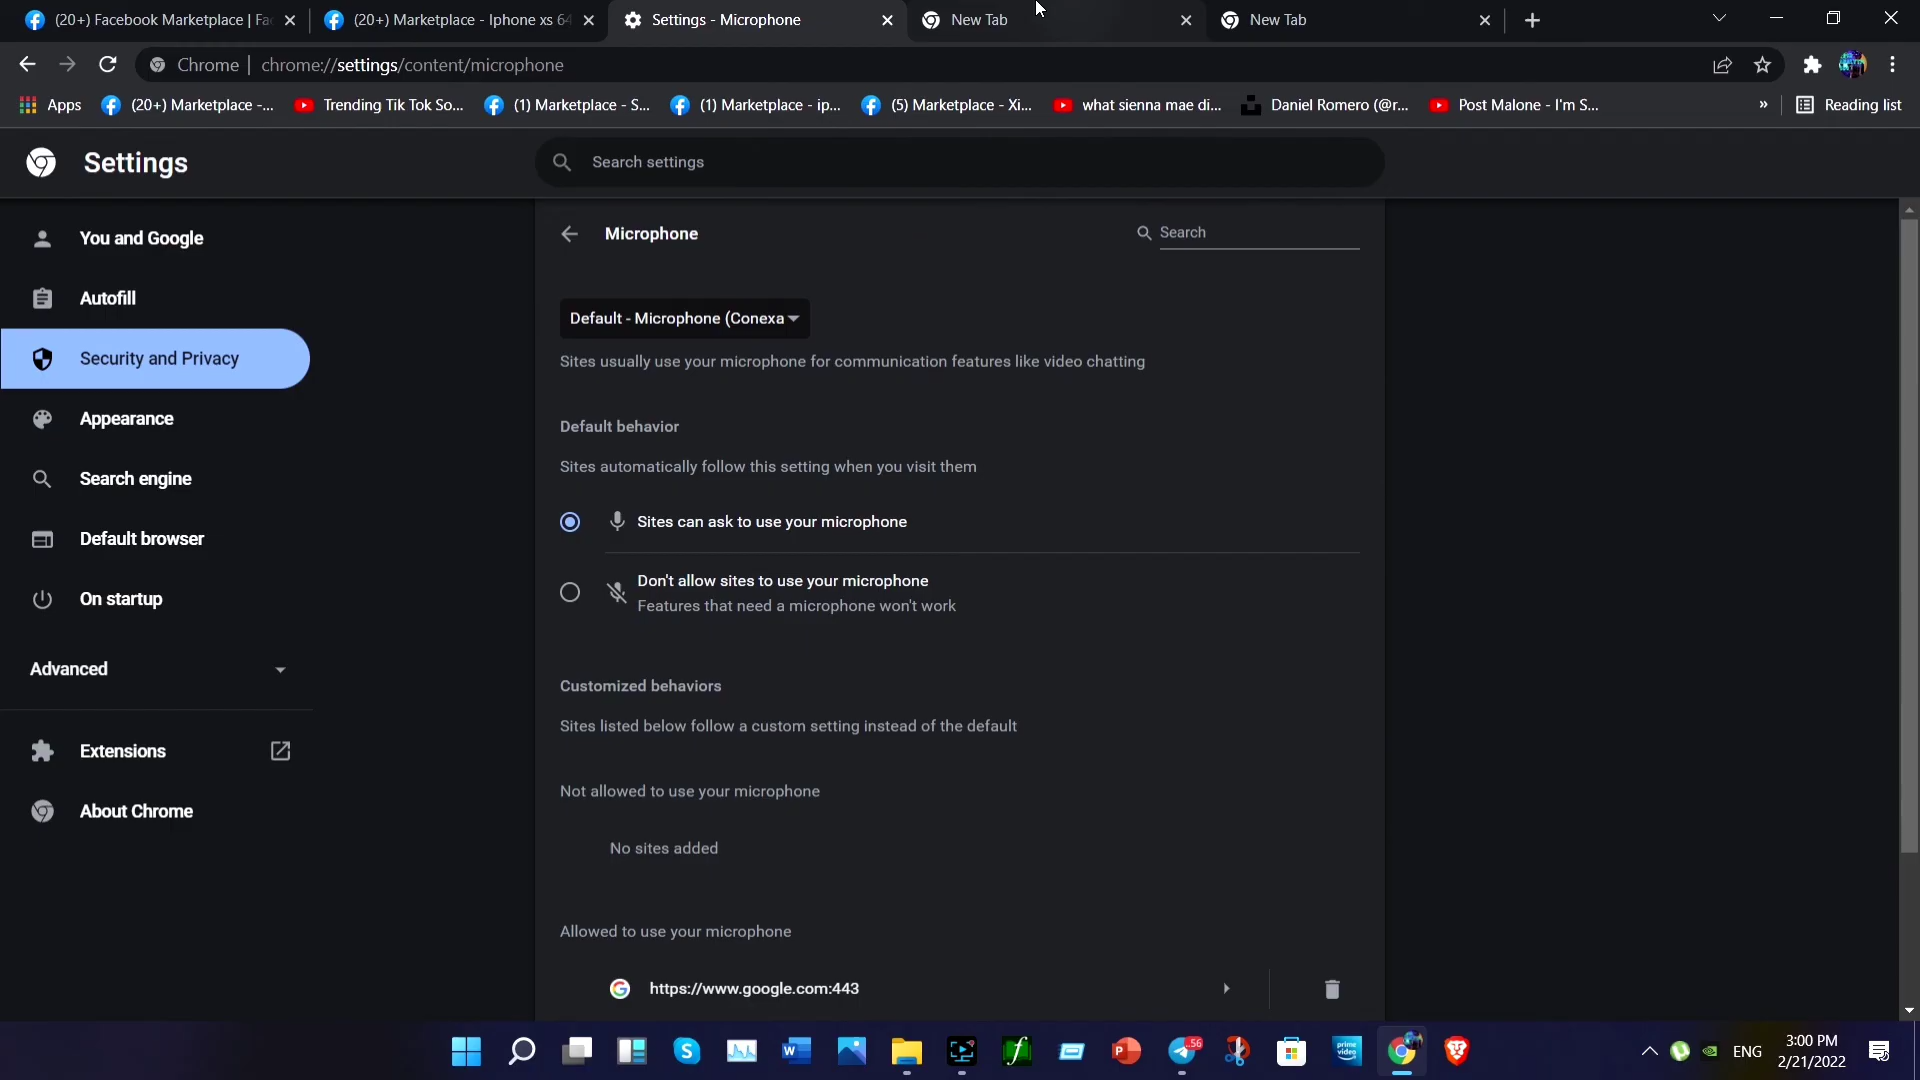 (20+) Facebook Marketplace | Fa
(20+) Marketplace - Iphone xs 64
Settings - Microphone
New Tab
New Tab
Chrome | chrome://settings/content/microphone
Apps
(20+) Marketplace -...
Trending Tik Tok So...
(1) Marketplace - S...
(1) Marketplace - ip...
(5) Marketplace - Xi...
what sienna mae di...
Daniel Romero (@r...
Post Malone - I'm S...
»
Reading list
Settings
Search settings
You and Google
Autofill
Security and Privacy
Appearance
Search engine
Default browser
On startup
Advanced
Extensions
About Chrome
Microphone
Search
Default - Microphone (Conexa
Sites usually use your microphone for communication features like video chatting
Default behavior
Sites automatically follow this setting when you visit them
Sites can ask to use your microphone
Don't allow sites to use your microphone
Features that need a microphone won't work
Customized behaviors
Sites listed below follow a custom setting instead of the default
Not allowed to use your microphone
No sites added
Allowed to use your microphone
https://www.google.com:443
56
prime video
ENG
3:00 PM
2/21/2022